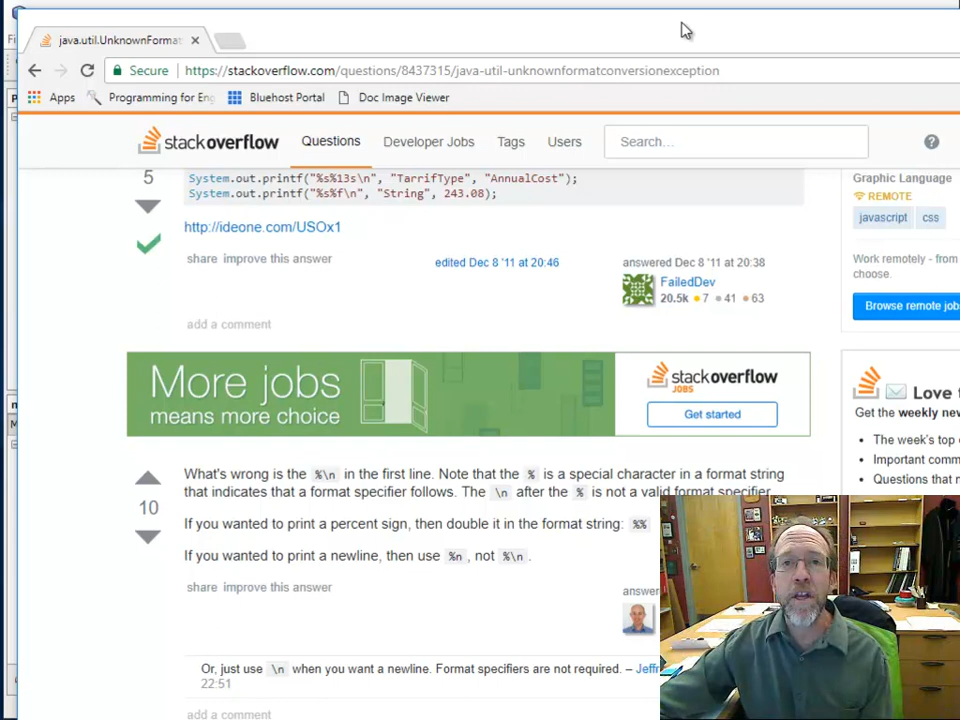 java.util.UnknownFormat
Secure https://stackoverflow.com/questions/8437315/java-util-unknownformatconversionexception
Apps Programming for Eng Bluehost Portal Doc Image Viewer
stackoverflow Questions Developer Jobs Tags Users Search... ?
5
System.out.printf("%s%13s\n", "TarrifType", "AnnualCost");
System.out.printf("%s%f\n", "String", 243.08);
http://ideone.com/USOx1
share improve this answer
edited Dec 8 '11 at 20:46
answered Dec 8 '11 at 20:38
FailedDev
20.5k 7 41 63
add a comment
More jobs
means more choice
stackoverflow
JOBS
Get started
10
What's wrong is the %\n in the first line. Note that the % is a special character in a format string
that indicates that a format specifier follows. The \n after the % is not a valid format specifier.
If you wanted to print a percent sign, then double it in the format string: %%
If you wanted to print a newline, then use %n, not %\n.
share improve this answer
answer
Or, just use \n when you want a newline. Format specifiers are not required. – Jeffr
22:51
add a comment
Graphic Language
REMOTE
javascript css
Work remotely - from
choose.
Browse remote jobs
Love
Get the weekly new
The week's top
Important comm
Questions that